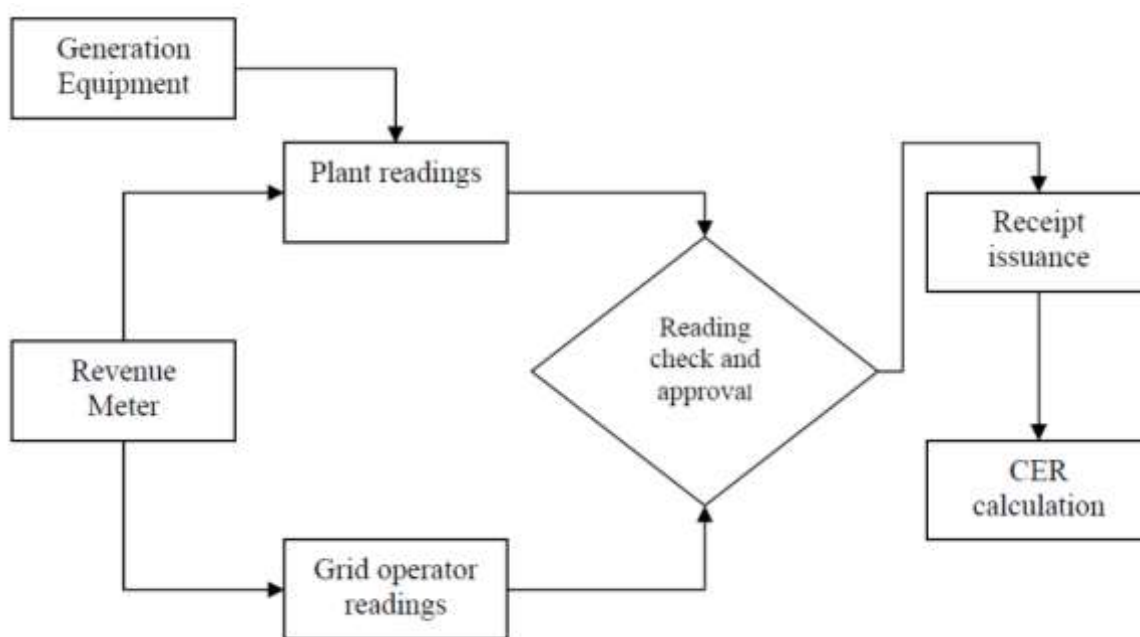 Generation
Equipment
Plant readings
Revenue
Meter
Grid operator
readings
Reading
check and
approval
Receipt
issuance
CER
calculation